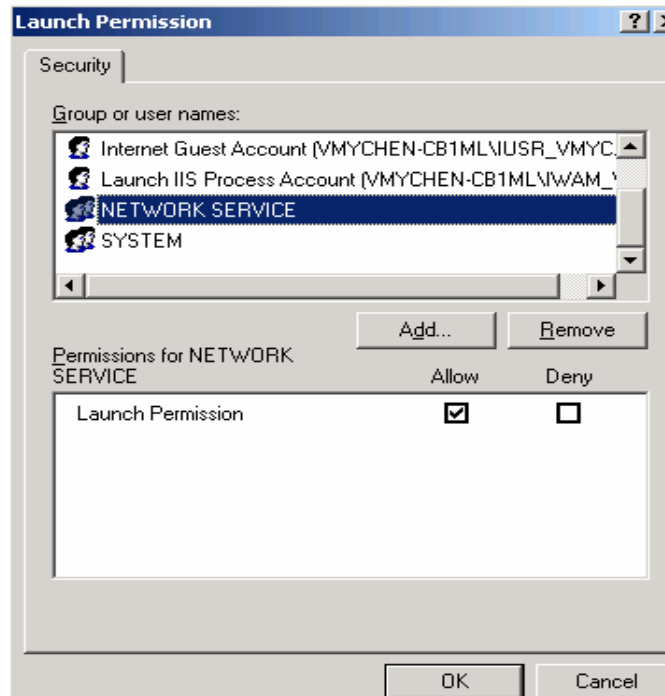 Launch Permission
Security
Group or user names:
Internet Guest Account (VMYCHEN-CB1ML\IUSR_VMYC.
Launch IIS Process Account (VMYCHEN-CB1ML\IWAM_
NETWORK SERVICE
SYSTEM
Add... Remove
Permissions for NETWORK
SERVICE Allow Deny
Launch Permission
OK Cancel